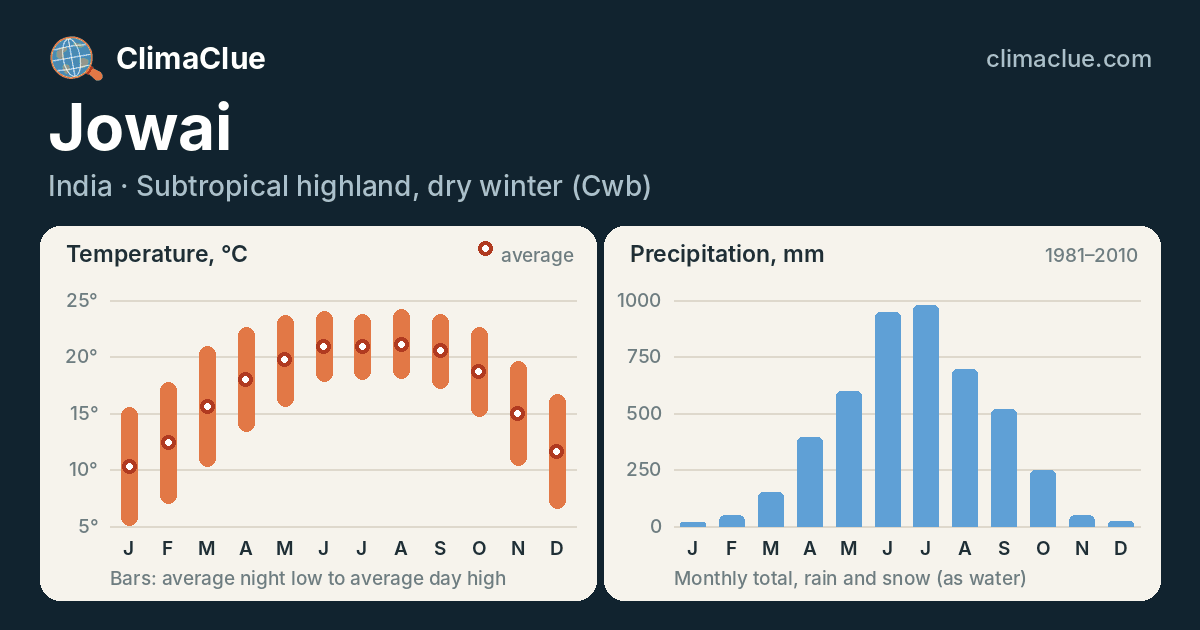 ClimaClue
climaclue.com
Jowai
India · Subtropical highland, dry winter (Cwb)
Temperature, °C
average
25°
20°
15°
10°
5°
J F M A M J J A S O N D
Bars: average night low to average day high
Precipitation, mm
1981–2010
1000
750
500
250
0
J F M A M J J A S O N D
Monthly total, rain and snow (as water)